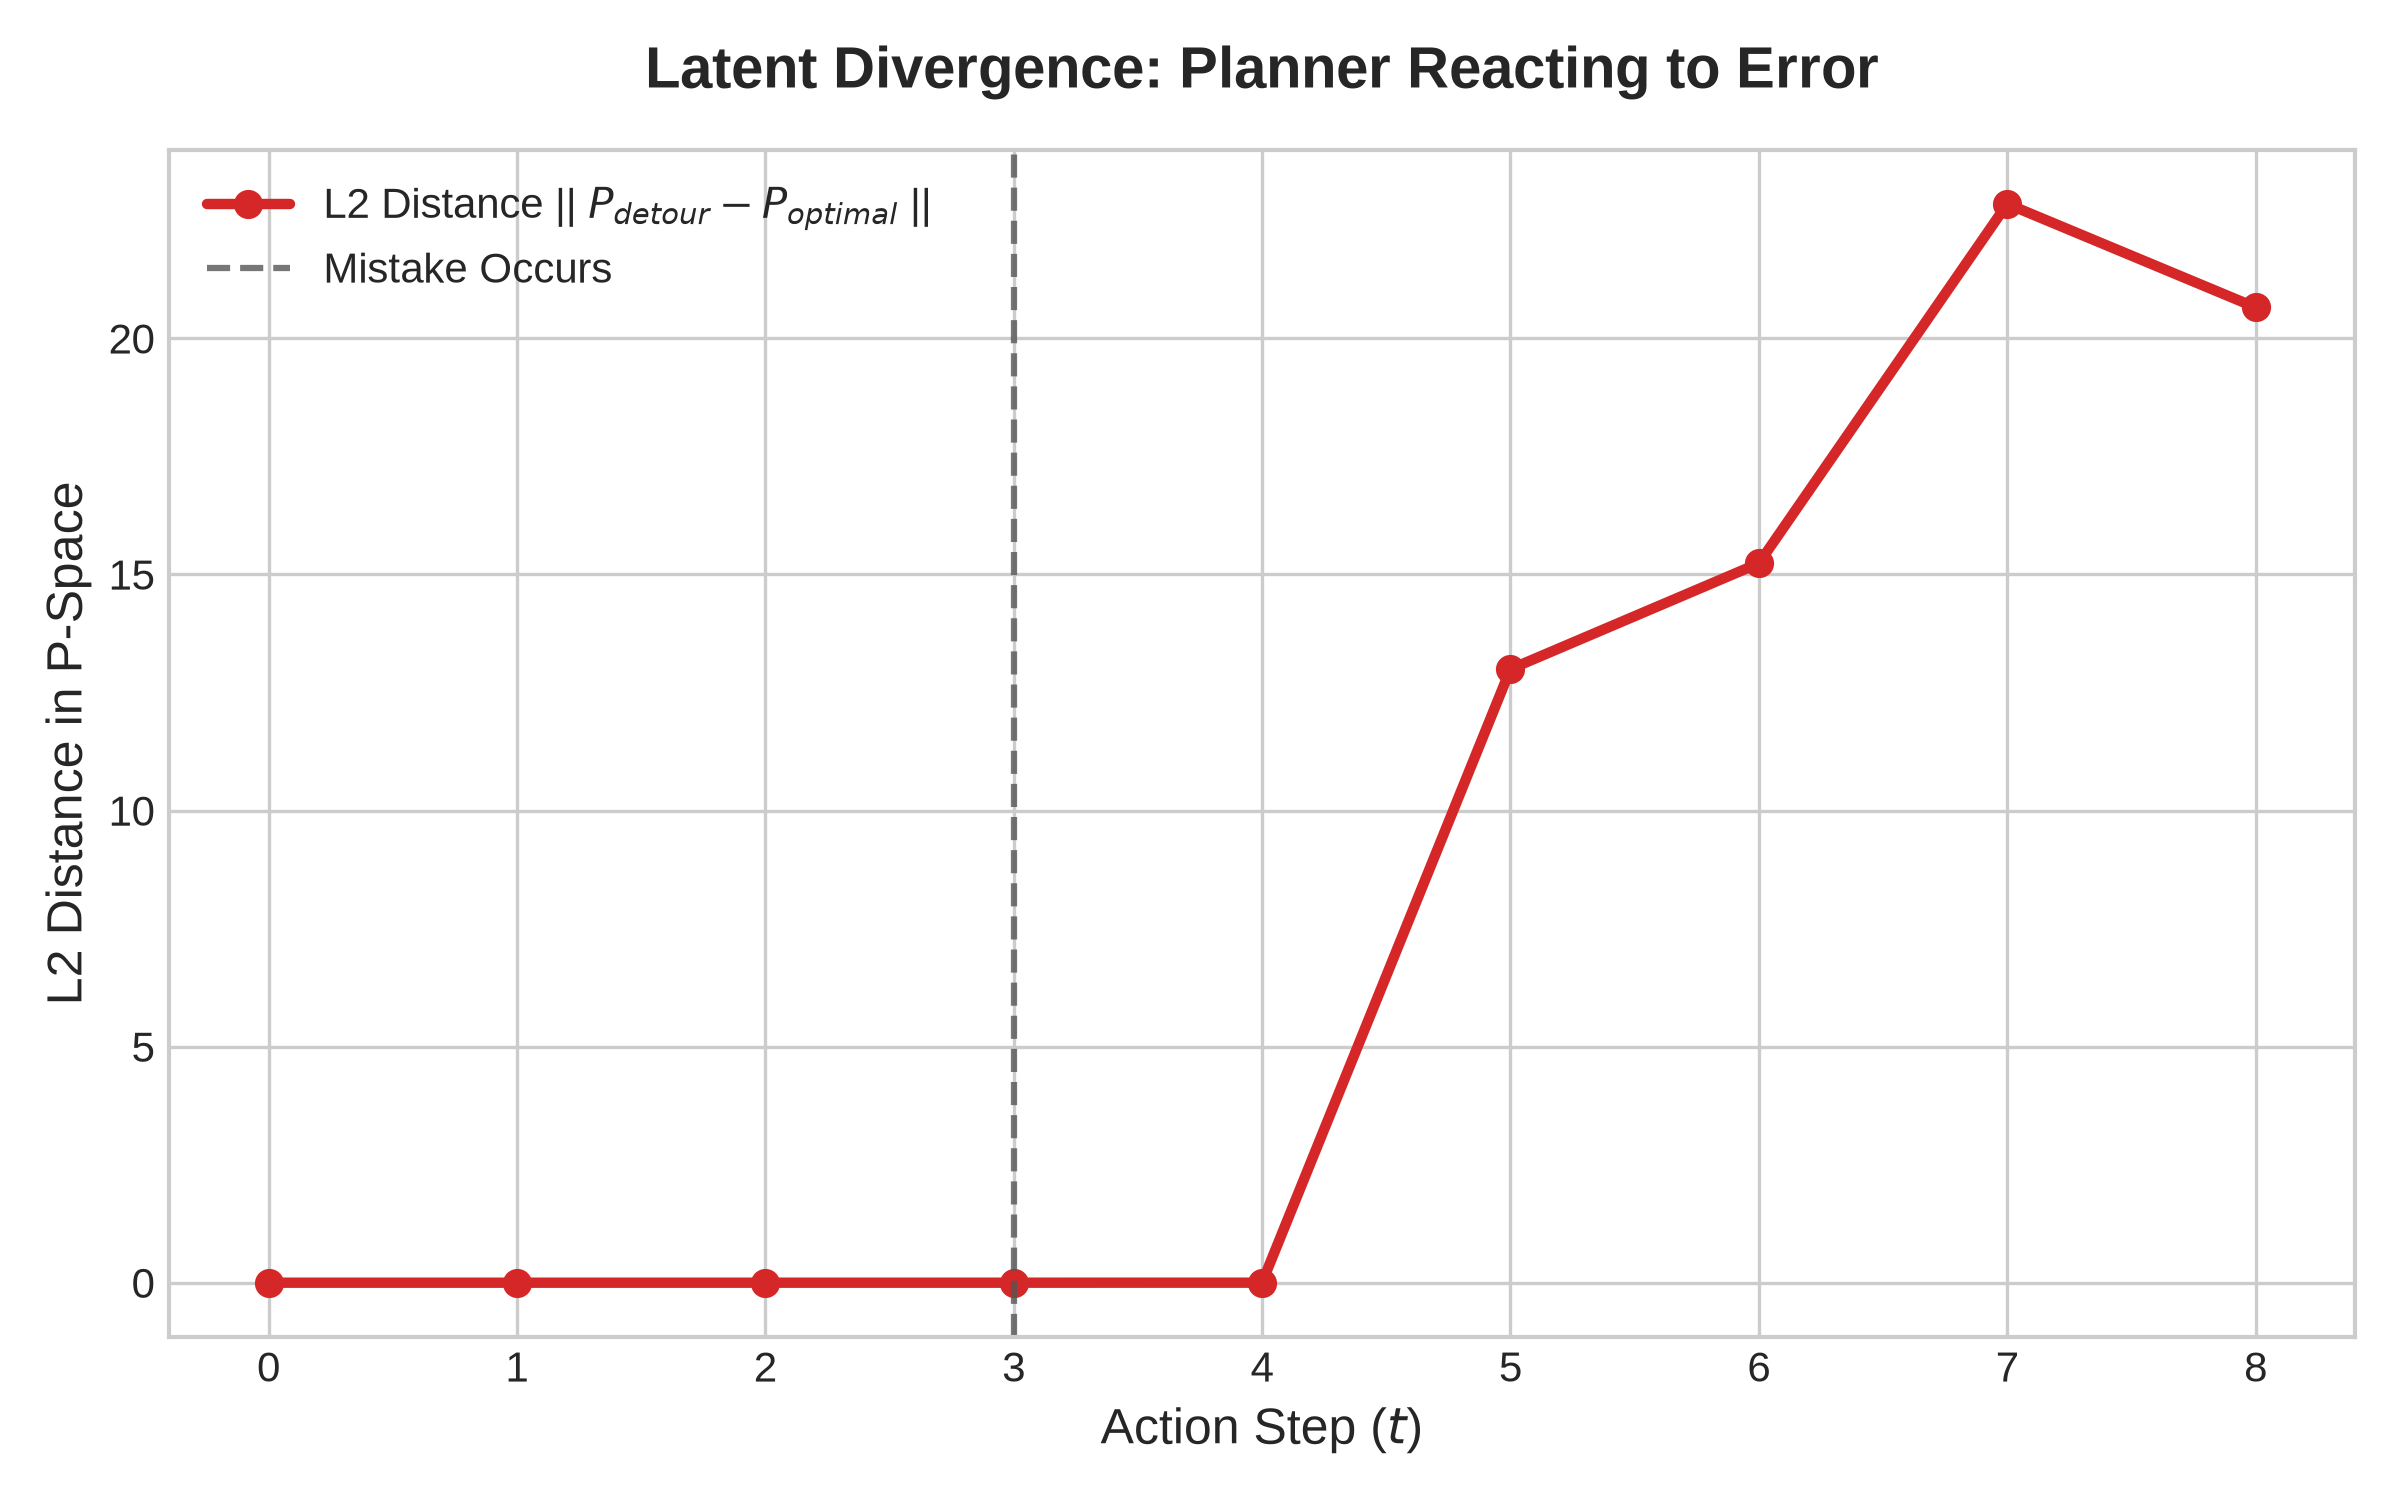 Latent Divergence: Planner Reacting to Error
L2 Distance || P_detour − P_optimal ||
Mistake Occurs
L2 Distance in P-Space
20
15
10
5
0
0 1 2 3 4 5 6 7 8
Action Step (t)